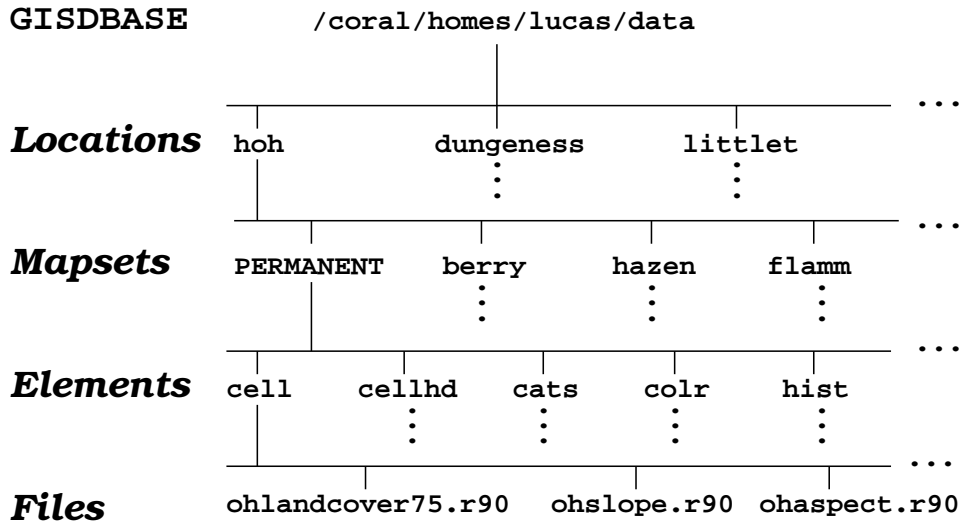 GISDBASE /coral/homes/lucas/data
...
Locations hoh dungeness littlet
...
Mapsets PERMANENT berry hazen flamm
...
Elements cell cellhd cats colr hist
...
Files ohlandcover75.r90 ohslope.r90 ohaspect.r90